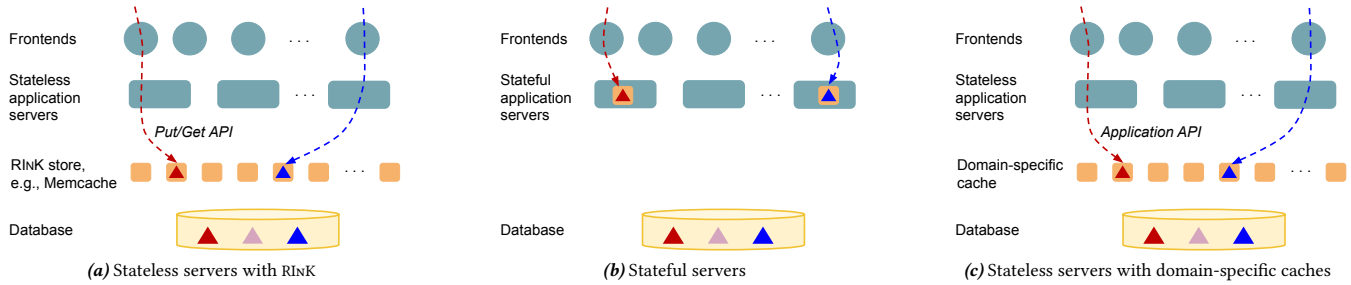 Frontends
. . .
Stateless
application
servers
. . .
Put/Get API
RINK store,
e.g., Memcache
. . .
Database
(a) Stateless servers with RINK
Frontends
. . .
Stateful
application
servers
. . .
Database
(b) Stateful servers
Frontends
. . .
Stateless
application
servers
. . .
Application API
Domain-specific
cache
. . .
Database
(c) Stateless servers with domain-specific caches